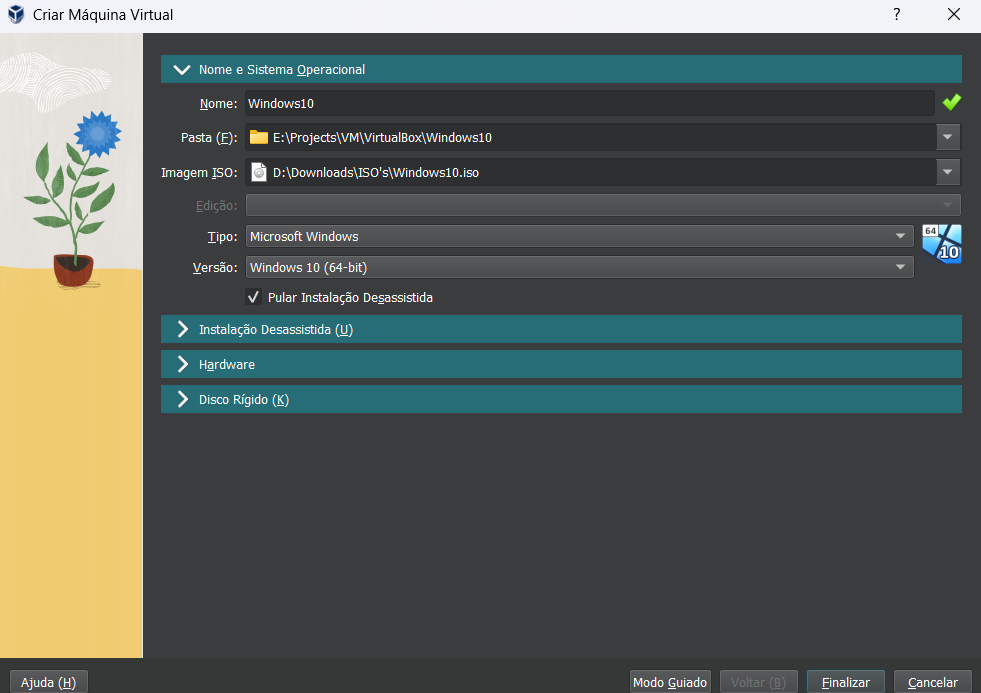 Criar Máquina Virtual
?
Nome e Sistema Operacional
Nome: Windows10
Pasta (F): E:\Projects\VM\VirtualBox\Windows10
Imagem ISO: D:\Downloads\ISO's\Windows10.iso
Edição:
Tipo: Microsoft Windows
64
10
Versão: Windows 10 (64-bit)
Pular Instalação Desassistida
Instalação Desassistida (U)
Hardware
Disco Rígido (K)
Ajuda (H) Modo Guiado Voltar (B) Finalizar Cancelar